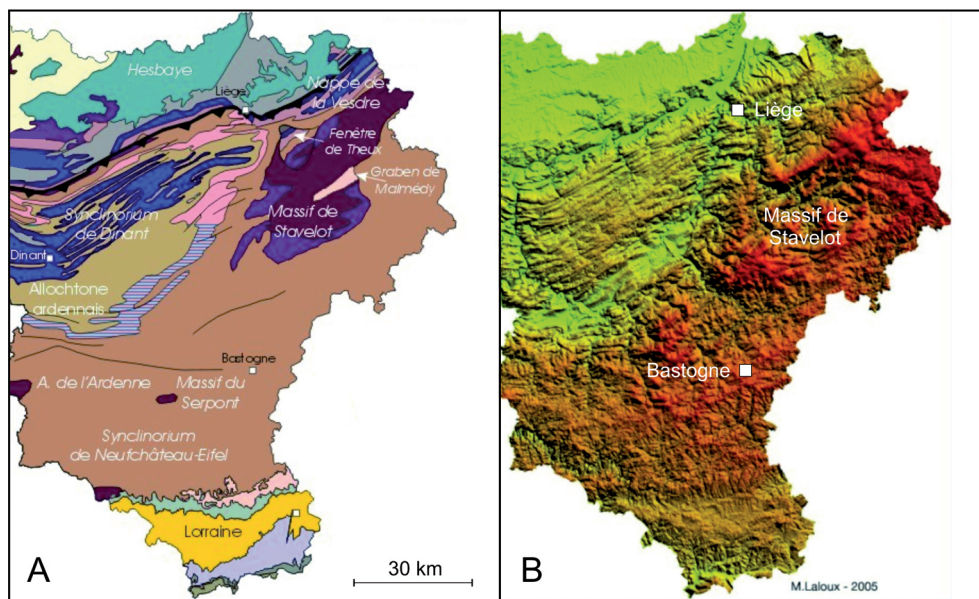 Hesbaye
Liège
Nappe de
la Vesdre
Fenêtre
de Theux
Graben de
Malmédy
Massif de
Stavelot
Synclinorium
de Dinant
Dinant
Allochtone
ardennais
Bastogne
A. de l'Ardenne
Massif du
Serpont
Synclinorium
de Neufchâteau-Eifel
Lorraine
A
30 km
Liège
Massif de
Stavelot
Bastogne
B
M.Laloux - 2005